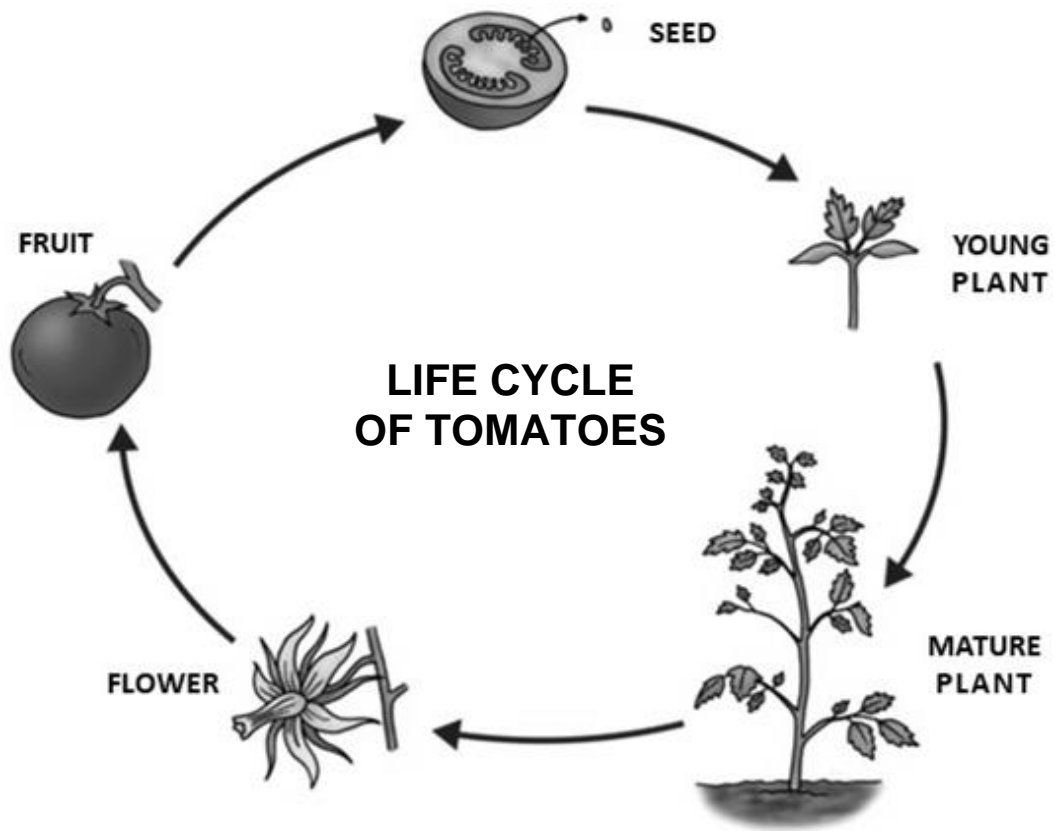 SEED
YOUNG
PLANT
FRUIT
LIFE CYCLE
OF TOMATOES
MATURE
PLANT
FLOWER